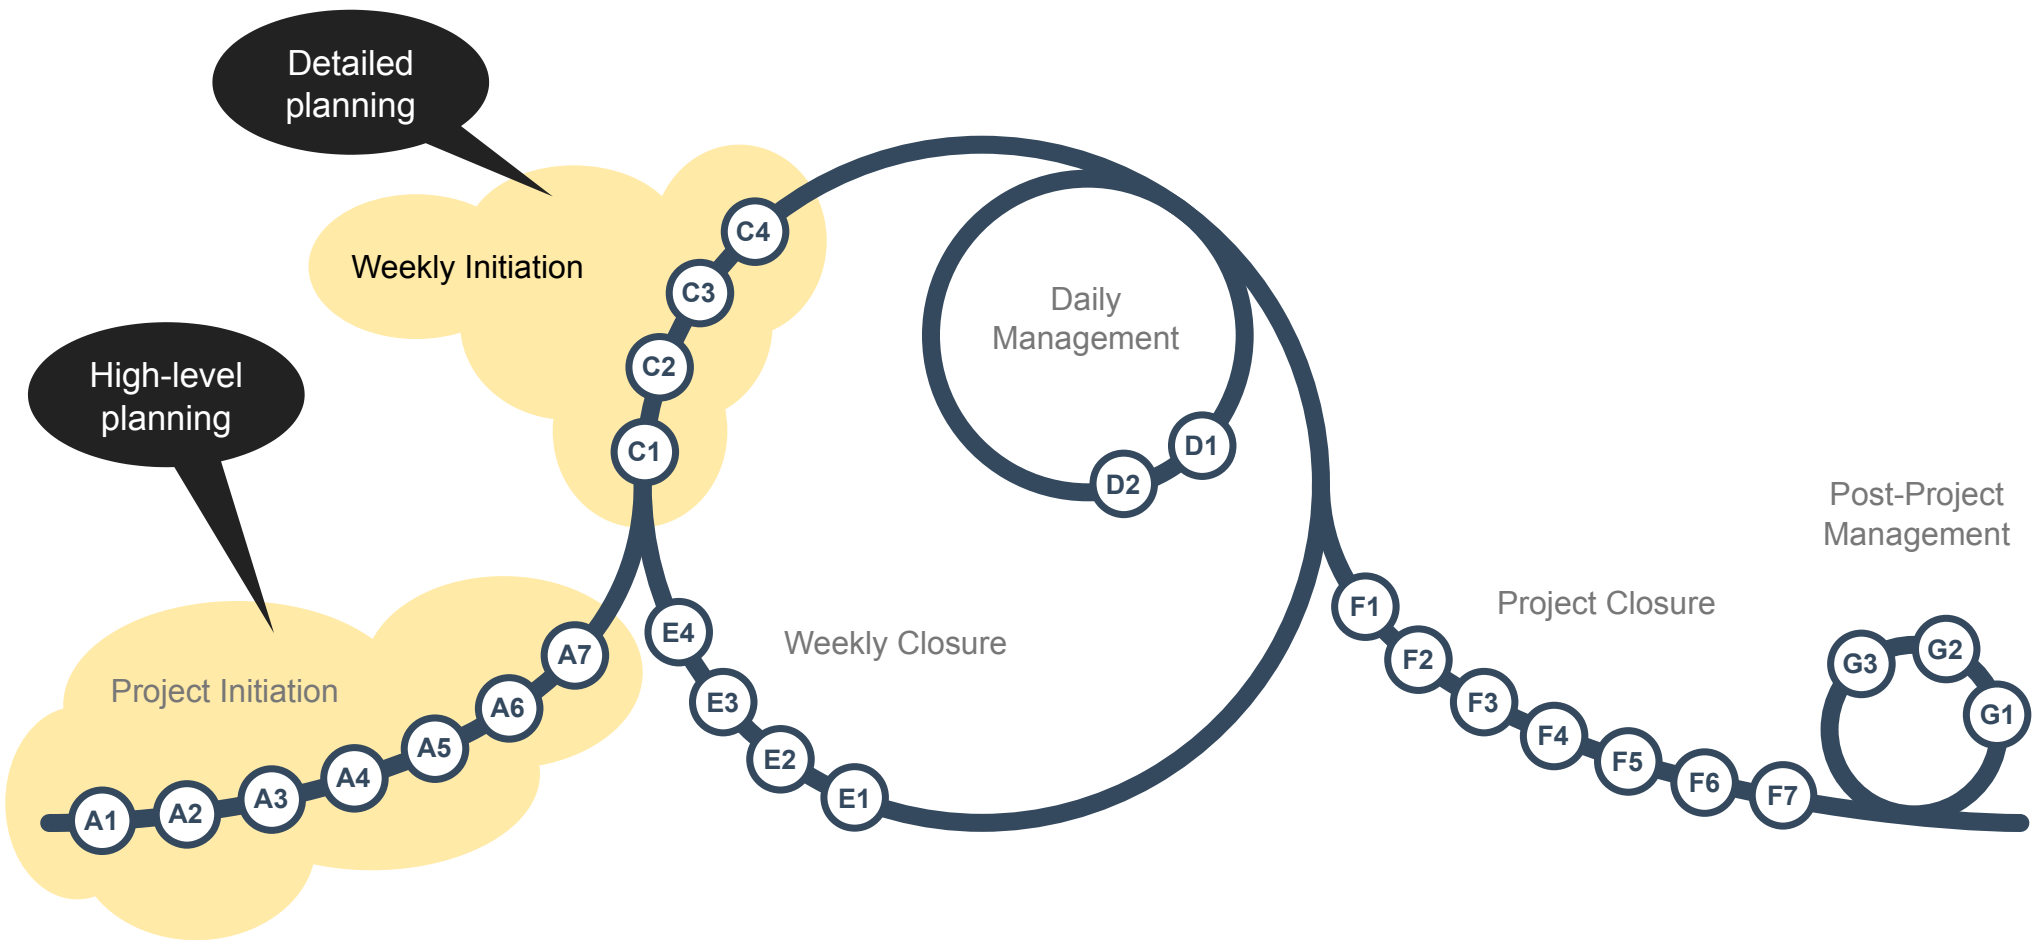 Detailed
planning
Weekly Initiation
High-level
planning
Project Initiation
A1
A2
A3
A4
A5
A6
A7
C1
C2
C3
C4
Daily
Management
D1
D2
Weekly Closure
E1
E2
E3
E4
Project Closure
F1
F2
F3
F4
F5
F6
F7
Post-Project
Management
G1
G2
G3